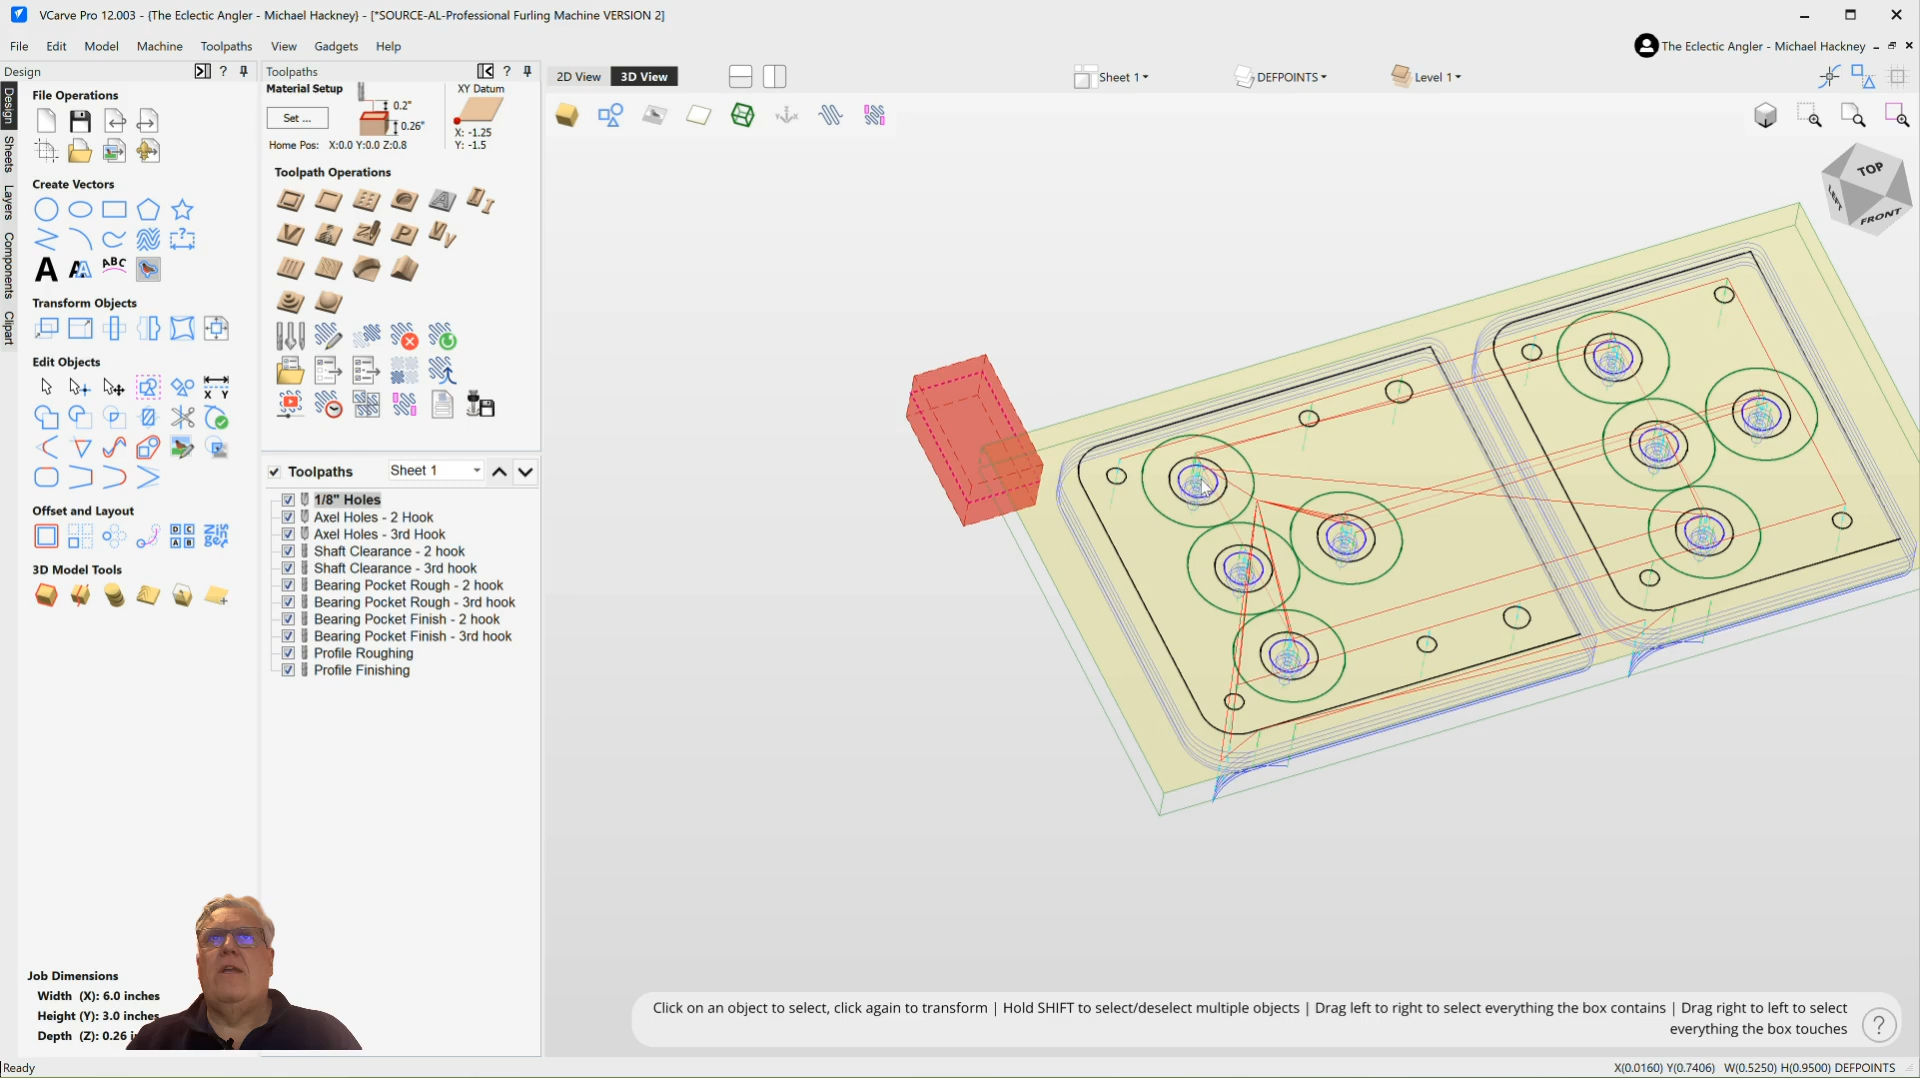 VCarve Pro 12.003 - {The Eclectic Angler - Michael Hackney} - [*SOURCE-AL-Professional Furling Machine VERSION 2]
File Edit Model Machine Toolpaths View Gadgets Help
The Eclectic Angler - Michael Hackney
Design
Toolpaths
2D View 3D View
Sheet 1
DEFPOINTS
Level 1
Design
Sheets
Layers
Components
Clipart
File Operations
Create Vectors
Transform Objects
Edit Objects
Offset and Layout
3D Model Tools
Job Dimensions
Width (X): 6.0 inches
Height (Y): 3.0 inches
Depth (Z): 0.26
Material Setup
Set ...
0.2"
0.26"
XY Datum
X: -1.25
Y: -1.5
Home Pos: X:0.0 Y:0.0 Z:0.8
Toolpath Operations
Toolpaths
Sheet 1
1/8" Holes
Axel Holes - 2 Hook
Axel Holes - 3rd Hook
Shaft Clearance - 2 hook
Shaft Clearance - 3rd hook
Bearing Pocket Rough - 2 hook
Bearing Pocket Rough - 3rd hook
Bearing Pocket Finish - 2 hook
Bearing Pocket Finish - 3rd hook
Profile Roughing
Profile Finishing
TOP
LEFT
FRONT
Click on an object to select, click again to transform | Hold SHIFT to select/deselect multiple objects | Drag left to right to select everything the box contains | Drag right to left to select
everything the box touches
Ready
X(0.0160) Y(0.7406) W(0.5250) H(0.9500) DEFPOINTS